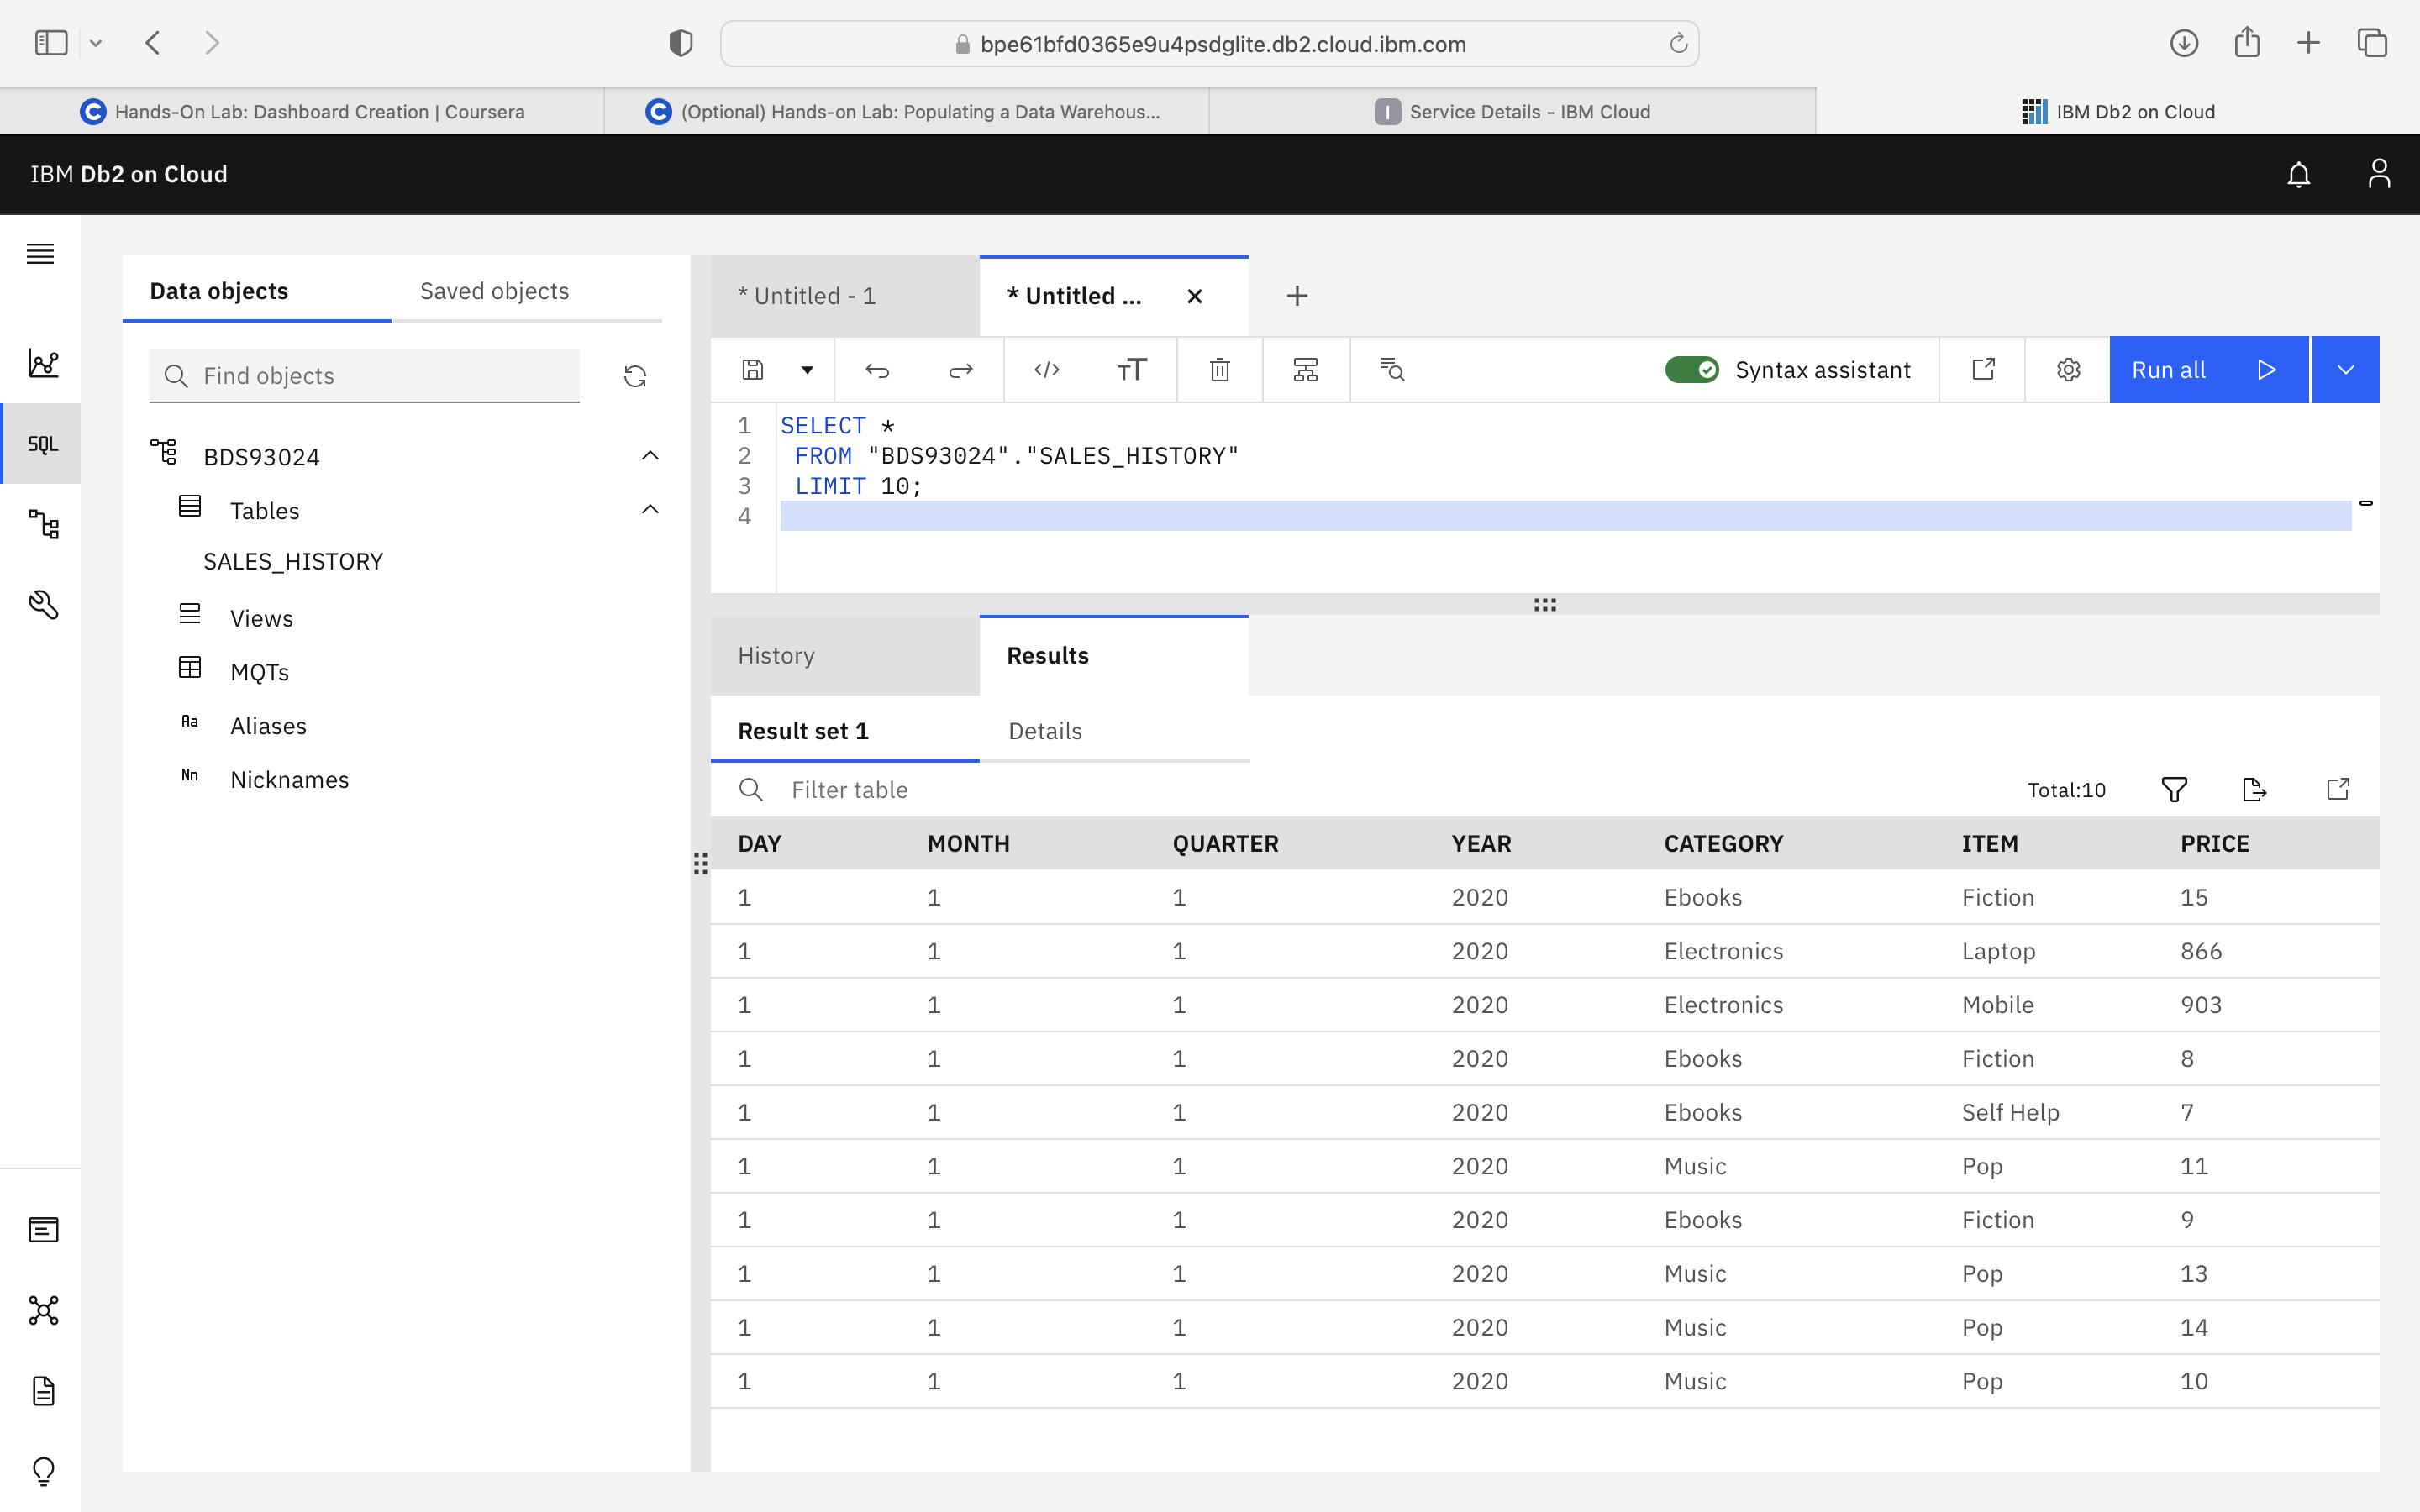 bpe61bfd0365e9u4psdglite.db2.cloud.ibm.com
Hands-On Lab: Dashboard Creation | Coursera
(Optional) Hands-on Lab: Populating a Data Warehous...
I Service Details - IBM Cloud
IBM Db2 on Cloud
IBM Db2 on Cloud
Data objects
Saved objects
* Untitled - 1
* Untitled ...
Find objects
Syntax assistant
Run all
SQL
BDS93024
Tables
SALES_HISTORY
Views
MQTs
Aa Aliases
Nn Nicknames
1 SELECT *
2 FROM "BDS93024"."SALES_HISTORY"
3 LIMIT 10;
4
History
Results
Result set 1
Details
Filter table
Total:10
DAY MONTH QUARTER YEAR CATEGORY ITEM PRICE
1 1 1 2020 Ebooks Fiction 15
1 1 1 2020 Electronics Laptop 866
1 1 1 2020 Electronics Mobile 903
1 1 1 2020 Ebooks Fiction 8
1 1 1 2020 Ebooks Self Help 7
1 1 1 2020 Music Pop 11
1 1 1 2020 Ebooks Fiction 9
1 1 1 2020 Music Pop 13
1 1 1 2020 Music Pop 14
1 1 1 2020 Music Pop 10